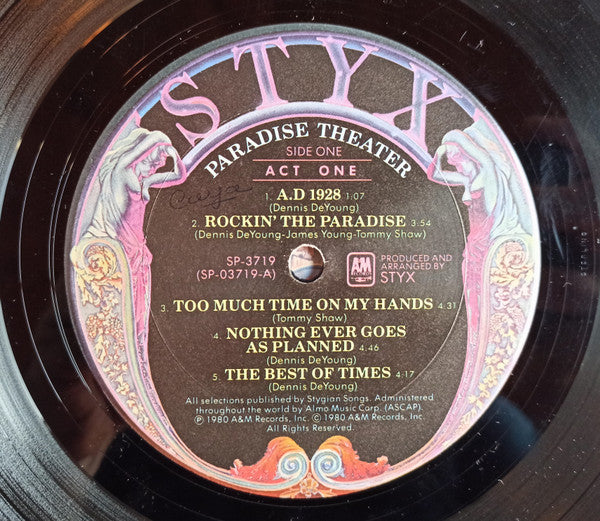 STYX
PARADISE THEATER
SIDE ONE
ACT ONE
1. A.D 1928 1:07
(Dennis DeYoung)
2. ROCKIN' THE PARADISE 3:54
(Dennis DeYoung-James Young-Tommy Shaw)
SP-3719
(SP-03719-A)
A&M
RECORDS
PRODUCED AND
ARRANGED BY
STYX
3. TOO MUCH TIME ON MY HANDS 4:31
(Tommy Shaw)
4. NOTHING EVER GOES
AS PLANNED 4:46
(Dennis DeYoung)
5. THE BEST OF TIMES 4:17
(Dennis DeYoung)
All selections published by Stygian Songs. Administered
throughout the world by Almo Music Corp. (ASCAP).
℗ 1980 A&M Records, Inc. © 1980 A&M Records, Inc.
All Rights Reserved.
STERLING